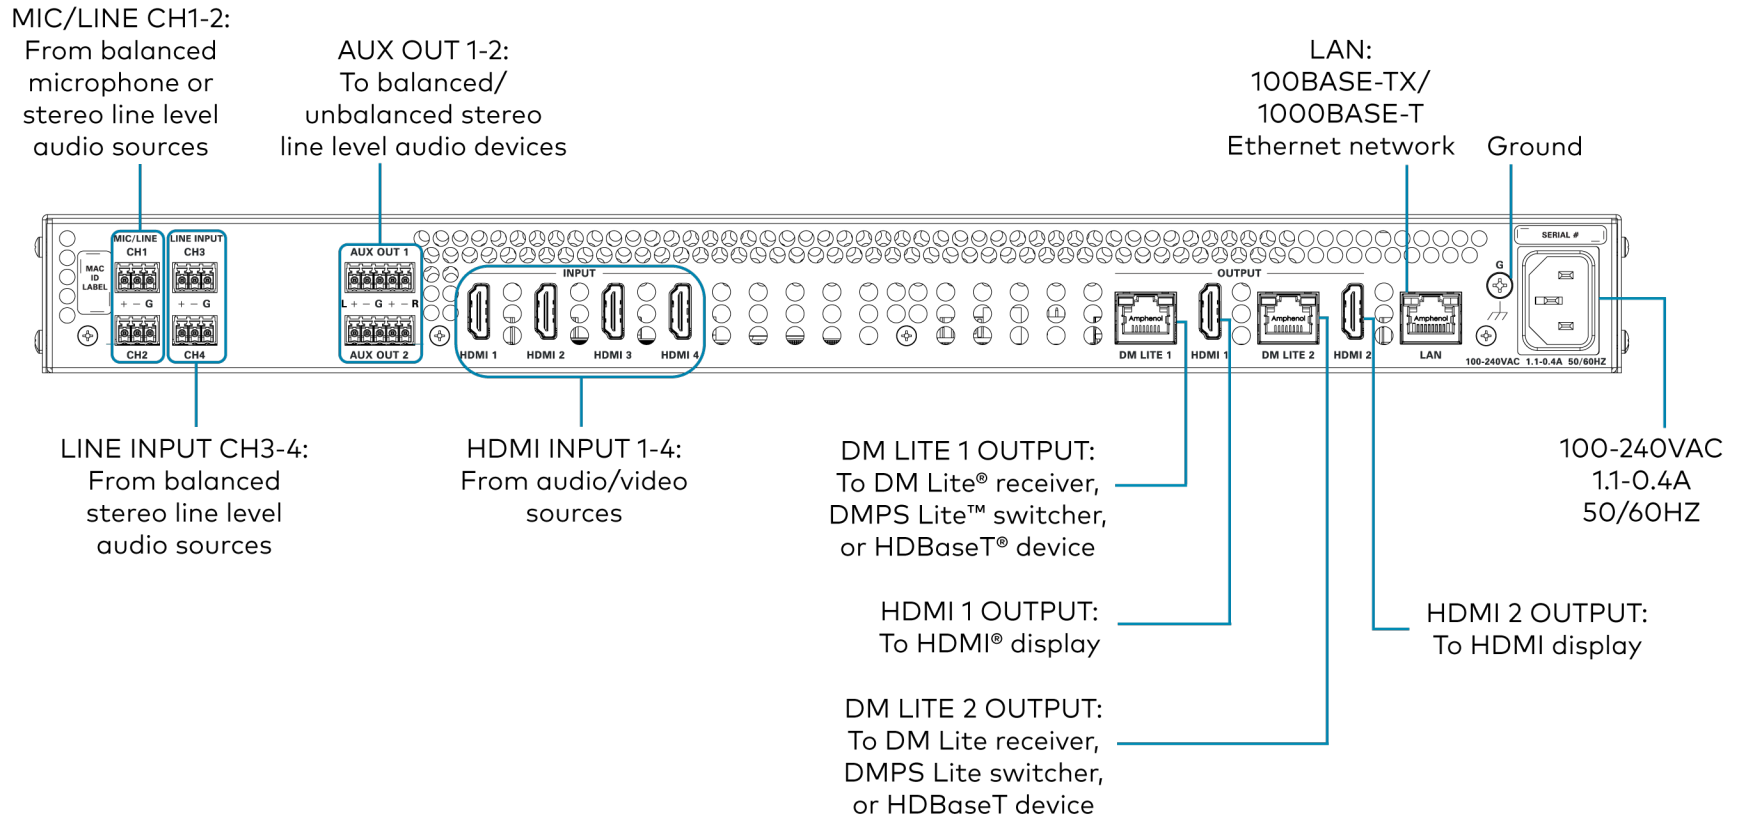 MIC/LINE CH1-2:
From balanced
microphone or
stereo line level
audio sources
AUX OUT 1-2:
To balanced/
unbalanced stereo
line level audio devices
LAN:
100BASE-TX/
1000BASE-T
Ethernet network
Ground
MIC/LINE
CH1
LINE INPUT
CH3
MAC
ID
LABEL
+ − G
+ − G
CH2
CH4
AUX OUT 1
L + − G + − R
AUX OUT 2
INPUT
HDMI 1
HDMI 2
HDMI 3
HDMI 4
OUTPUT
Amphenol
DM LITE 1
HDMI 1
Amphenol
DM LITE 2
HDMI 2
Amphenol
LAN
G
SERIAL #
100-240VAC 1.1-0.4A 50/60HZ
LINE INPUT CH3-4:
From balanced
stereo line level
audio sources
HDMI INPUT 1-4:
From audio/video
sources
DM LITE 1 OUTPUT:
To DM Lite® receiver,
DMPS Lite™ switcher,
or HDBaseT® device
HDMI 1 OUTPUT:
To HDMI® display
DM LITE 2 OUTPUT:
To DM Lite receiver,
DMPS Lite switcher,
or HDBaseT device
100-240VAC
1.1-0.4A
50/60HZ
HDMI 2 OUTPUT:
To HDMI display